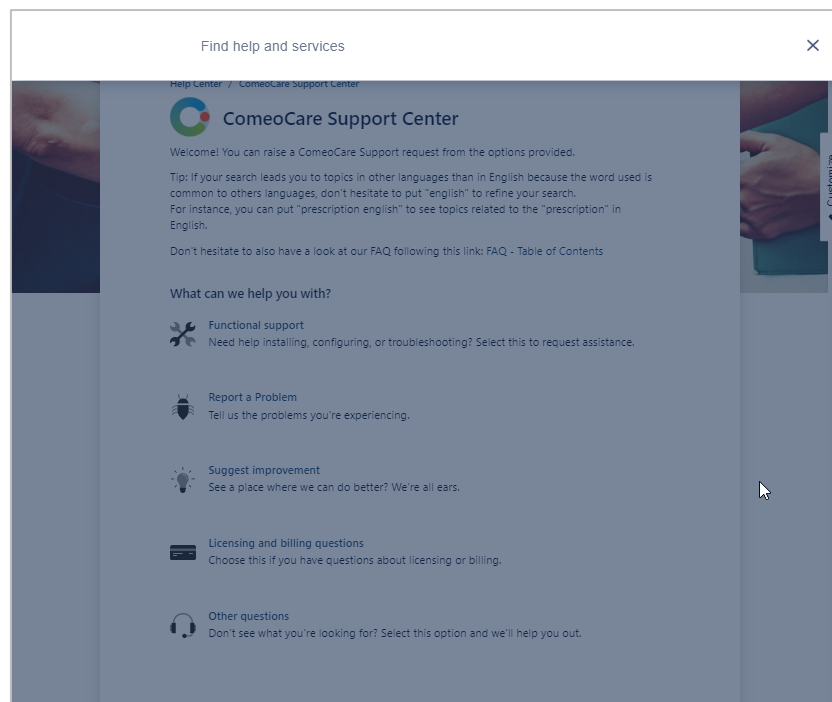 Find help and services
Help Center / ComeoCare Support Center
ComeoCare Support Center
Welcome! You can raise a ComeoCare Support request from the options provided.
Tip: If your search leads you to topics in other languages than in English because the word used is
common to others languages, don't hesitate to put "english" to refine your search.
For instance, you can put "prescription english" to see topics related to the "prescription" in
English.
Don't hesitate to also have a look at our FAQ following this link: FAQ - Table of Contents
What can we help you with?
Functional support
Need help installing, configuring, or troubleshooting? Select this to request assistance.
Report a Problem
Tell us the problems you're experiencing.
Suggest improvement
See a place where we can do better? We're all ears.
Licensing and billing questions
Choose this if you have questions about licensing or billing.
Other questions
Don't see what you're looking for? Select this option and we'll help you out.
Customize